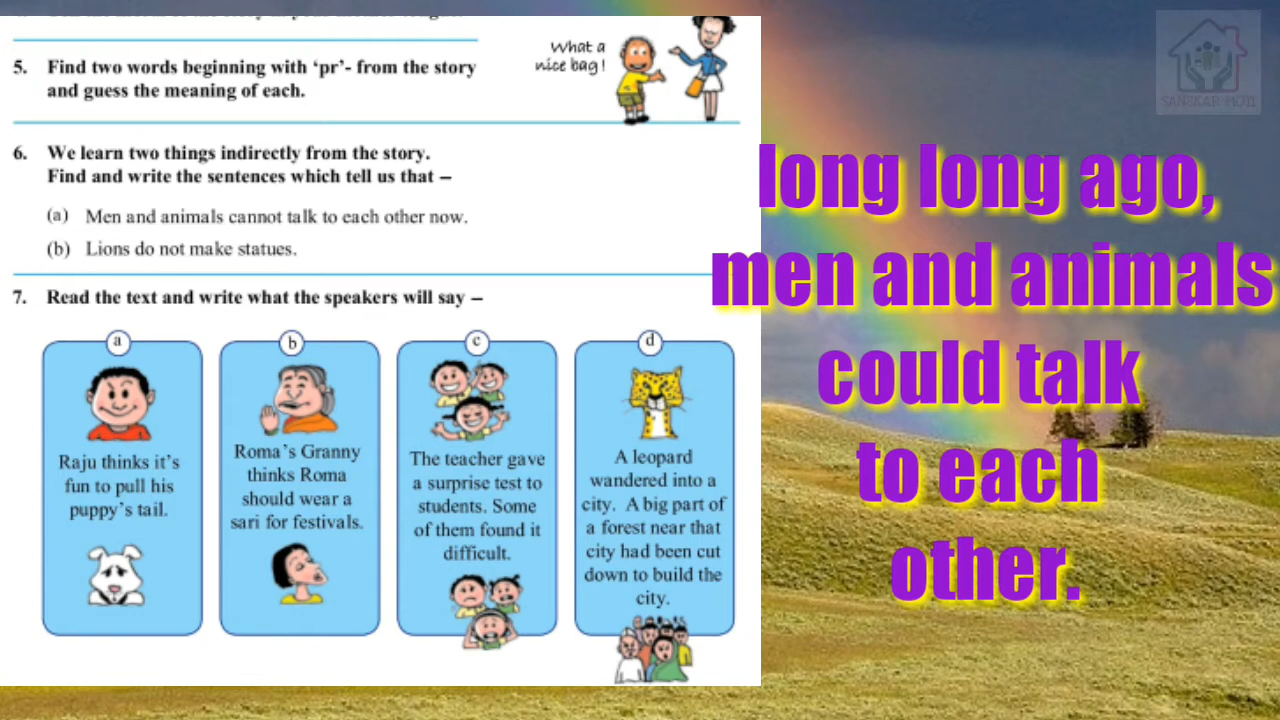 What a
nice bag!
5. Find two words beginning with ‘pr’- from the story
and guess the meaning of each.
6. We learn two things indirectly from the story.
Find and write the sentences which tell us that –
(a) Men and animals cannot talk to each other now.
(b) Lions do not make statues.
7. Read the text and write what the speakers will say –
a
Raju thinks it’s
fun to pull his
puppy’s tail.
b
Roma’s Granny
thinks Roma
should wear a
sari for festivals.
c
The teacher gave
a surprise test to
students. Some
of them found it
difficult.
d
A leopard
wandered into a
city. A big part of
a forest near that
city had been cut
down to build the
city.
SANSKAR MOTI
long long ago,
men and animals
could talk
to each
other.